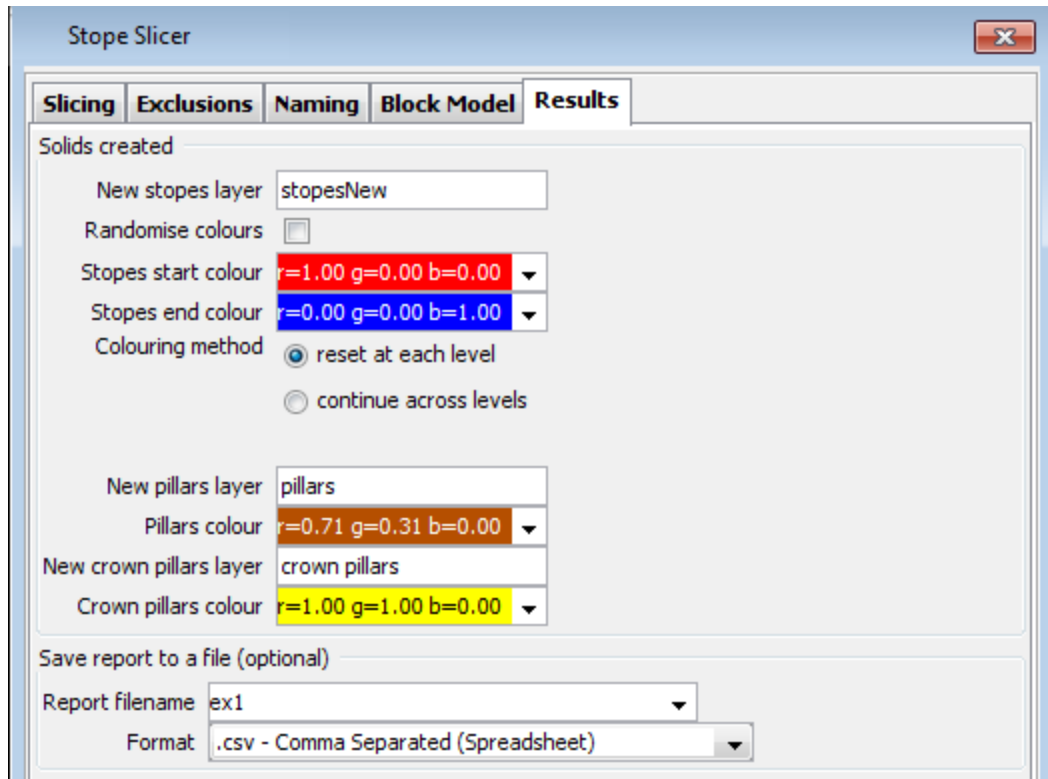 Stope Slicer
Slicing Exclusions Naming Block Model Results
Solids created
New stopes layer stopesNew
Randomise colours
Stopes start colour r=1.00 g=0.00 b=0.00
Stopes end colour r=0.00 g=0.00 b=1.00
Colouring method reset at each level
continue across levels
New pillars layer pillars
Pillars colour r=0.71 g=0.31 b=0.00
New crown pillars layer crown pillars
Crown pillars colour r=1.00 g=1.00 b=0.00
Save report to a file (optional)
Report filename ex1
Format .csv - Comma Separated (Spreadsheet)